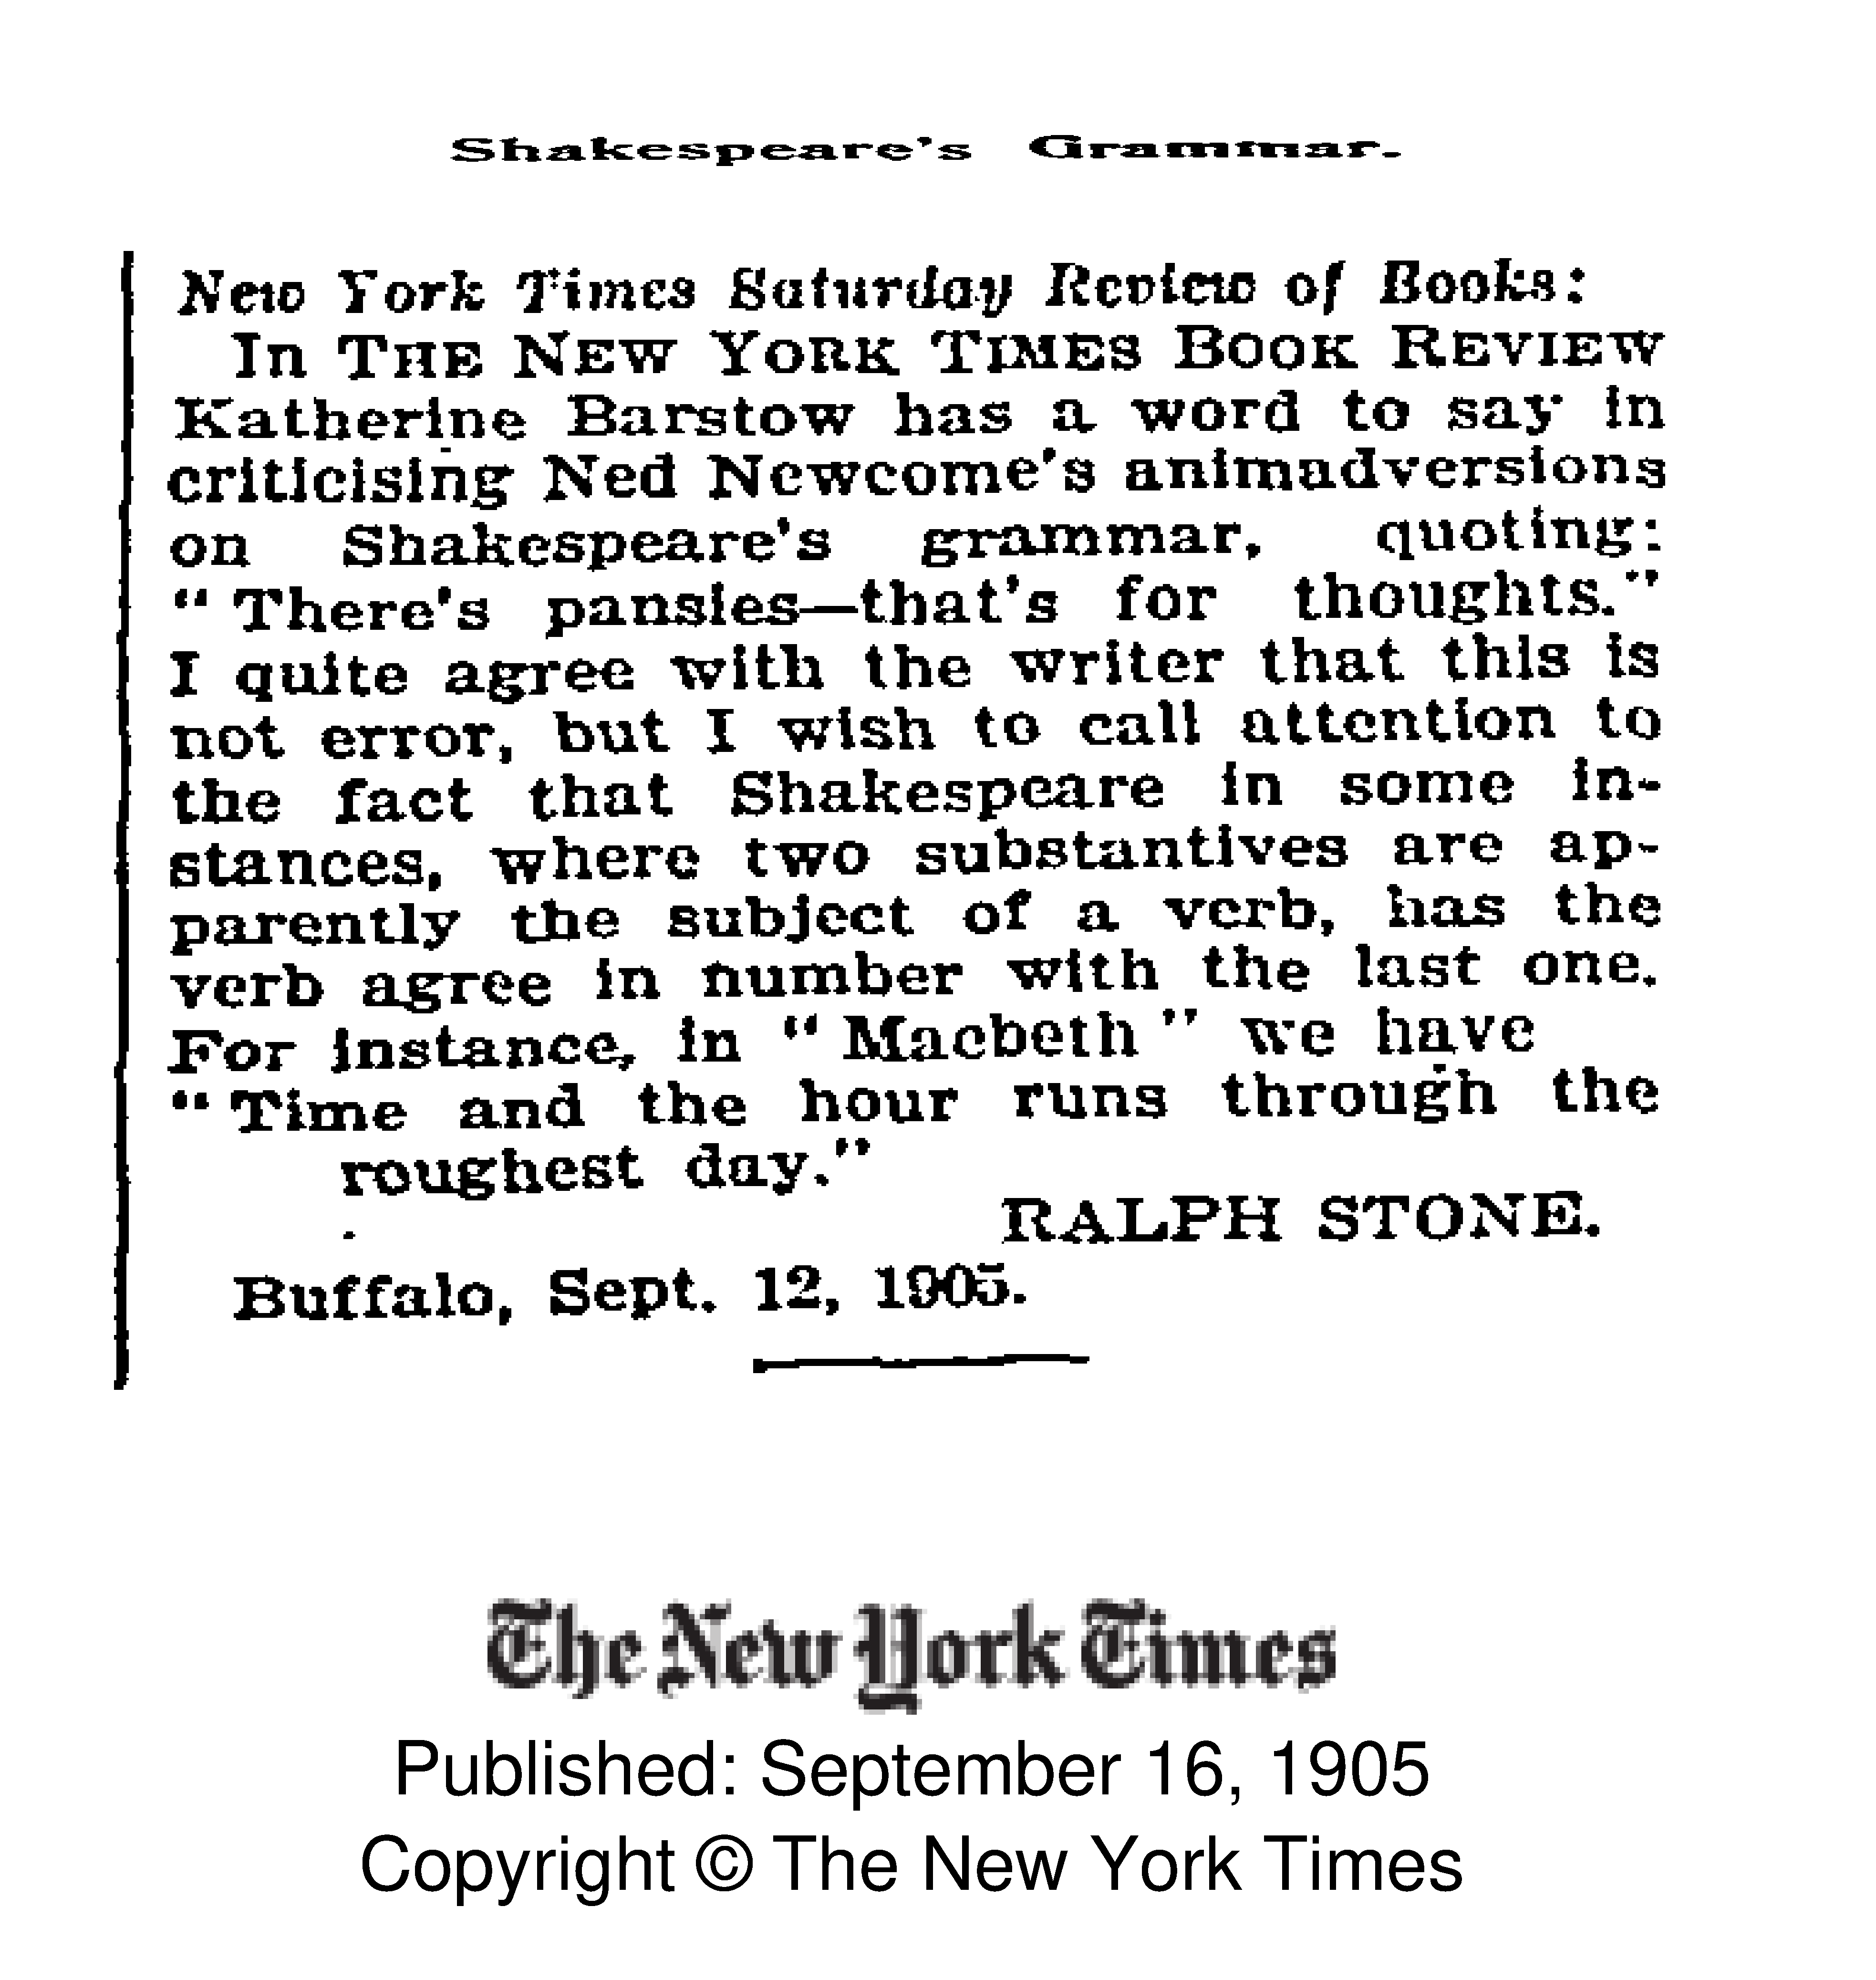 Shakespeare's Grammar.
New York Times Saturday Review of Books:
In THE NEW YORK TIMES BOOK REVIEW
Katherine Barstow has a word to say in
criticising Ned Newcome's animadversions
on Shakespeare's grammar, quoting:
"There's pansies—that's for thoughts."
I quite agree with the writer that this is
not error, but I wish to call attention to
the fact that Shakespeare in some in-
stances, where two substantives are ap-
parently the subject of a verb, has the
verb agree in number with the last one.
For instance, in "Macbeth" we have
"Time and the hour runs through the
roughest day."
RALPH STONE.
Buffalo, Sept. 12, 1905.
The New York Times
Published: September 16, 1905
Copyright © The New York Times